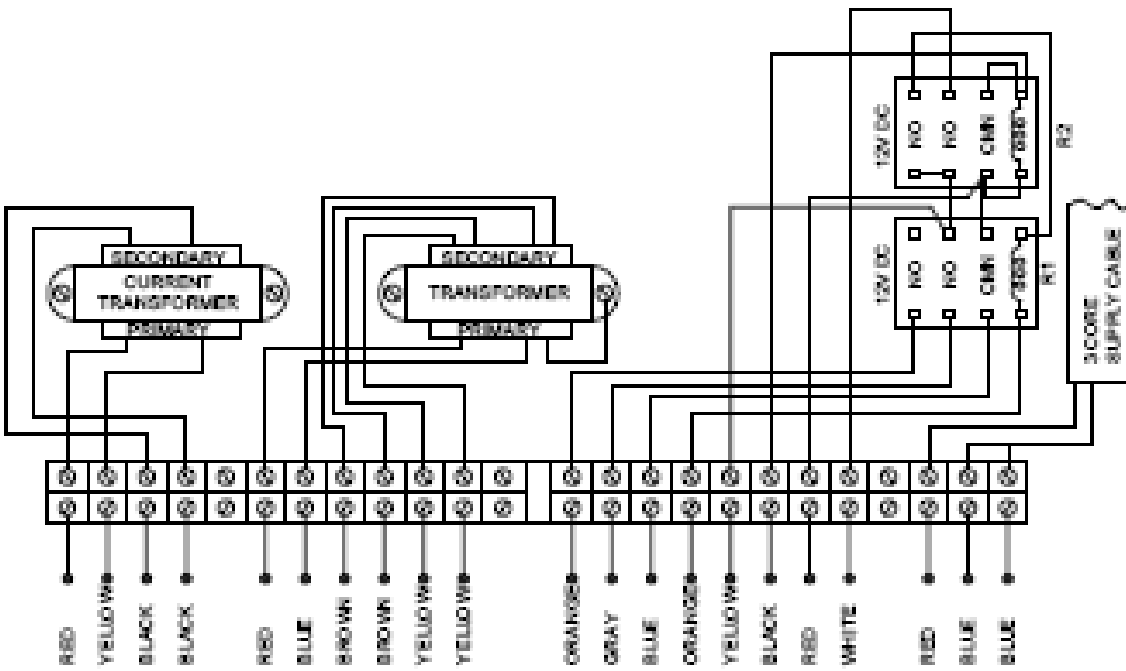 12V DC
NO
NO
CMN
R2
12V DC
NO
NO
CMN
R1
SECONDARY
CURRENT
TRANSFORMER
PRIMARY
SECONDARY
TRANSFORMER
PRIMARY
SCORE
SUPPLY CABLE
RED
YELLOW
BLACK
BLACK
RED
BLUE
BROWN
BROWN
YELLOW
YELLOW
ORANGE
GRAY
BLUE
ORANGE
YELLOW
BLACK
RED
WHITE
RED
BLUE
BLUE